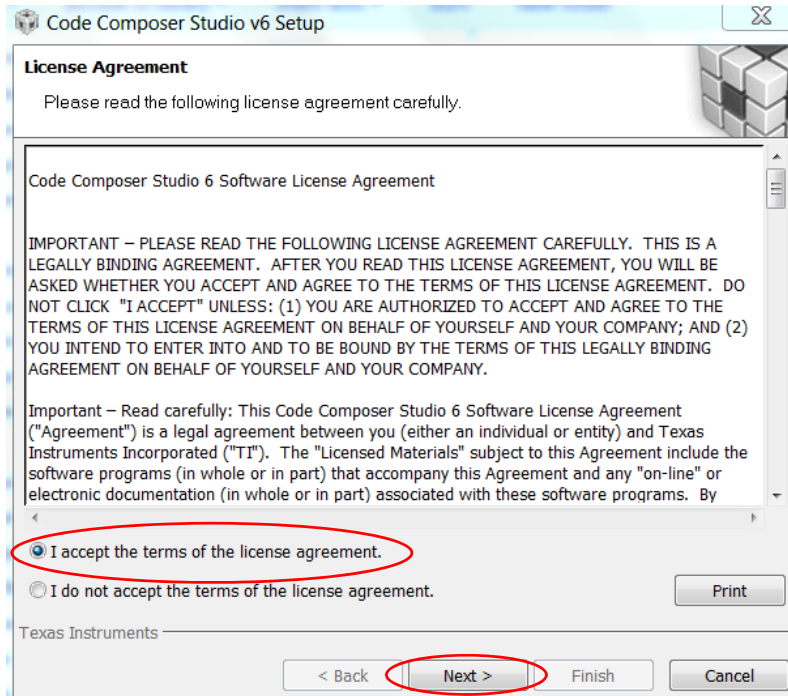 Code Composer Studio v6 Setup
License Agreement
Please read the following license agreement carefully.
Code Composer Studio 6 Software License Agreement
IMPORTANT – PLEASE READ THE FOLLOWING LICENSE AGREEMENT CAREFULLY.  THIS IS A
LEGALLY BINDING AGREEMENT.  AFTER YOU READ THIS LICENSE AGREEMENT, YOU WILL BE
ASKED WHETHER YOU ACCEPT AND AGREE TO THE TERMS OF THIS LICENSE AGREEMENT.  DO
NOT CLICK  "I ACCEPT" UNLESS: (1) YOU ARE AUTHORIZED TO ACCEPT AND AGREE TO THE
TERMS OF THIS LICENSE AGREEMENT ON BEHALF OF YOURSELF AND YOUR COMPANY; AND (2)
YOU INTEND TO ENTER INTO AND TO BE BOUND BY THE TERMS OF THIS LEGALLY BINDING
AGREEMENT ON BEHALF OF YOURSELF AND YOUR COMPANY.
Important – Read carefully: This Code Composer Studio 6 Software License Agreement
("Agreement") is a legal agreement between you (either an individual or entity) and Texas
Instruments Incorporated ("TI").  The "Licensed Materials" subject to this Agreement include the
software programs (in whole or in part) that accompany this Agreement and any "on-line" or
electronic documentation (in whole or in part) associated with these software programs.  By
I accept the terms of the license agreement.
I do not accept the terms of the license agreement.
Print
Texas Instruments
< Back
Next >
Finish
Cancel